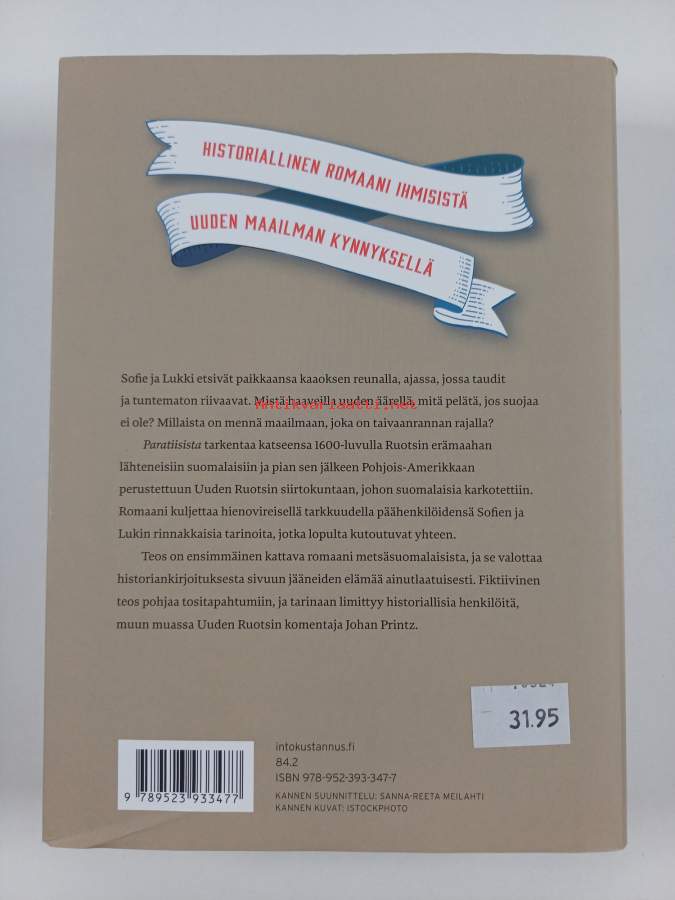 HISTORIALLINEN ROMAANI IHMISISTÄ
UUDEN MAAILMAN KYNNYKSELLÄ
Sofie ja Lukki etsivät paikkaansa kaaoksen reunalla, ajassa, jossa taudit
ja tuntematon riivaavat. Mistä haaveilla uuden äärellä, mitä pelätä, jos suojaa
Antikvariaatti.net
ei ole? Millaista on mennä maailmaan, joka on taivaanrannan rajalla?
Paratiisista tarkentaa katseensa 1600-luvulla Ruotsin erämaahan
lähteneisiin suomalaisiin ja pian sen jälkeen Pohjois-Amerikkaan
perustettuun Uuden Ruotsin siirtokuntaan, johon suomalaisia karkotettiin.
Romaani kuljettaa hienovireisellä tarkkuudella päähenkilöidensä Sofien ja
Lukin rinnakkaisia tarinoita, jotka lopulta kutoutuvat yhteen.
Teos on ensimmäinen kattava romaani metsäsuomalaisista, ja se valottaa
historiankirjoituksesta sivuun jääneiden elämää ainutlaatuisesti. Fiktiivinen
teos pohjaa tositapahtumiin, ja tarinaan limittyy historiallisia henkilöitä,
muun muassa Uuden Ruotsin komentaja Johan Printz.
31.95
intokustannus.fi
84.2
ISBN 978-952-393-347-7
KANNEN SUUNNITTELU: SANNA-REETA MEILAHTI
KANNEN KUVAT: ISTOCKPHOTO
9 789523 933477